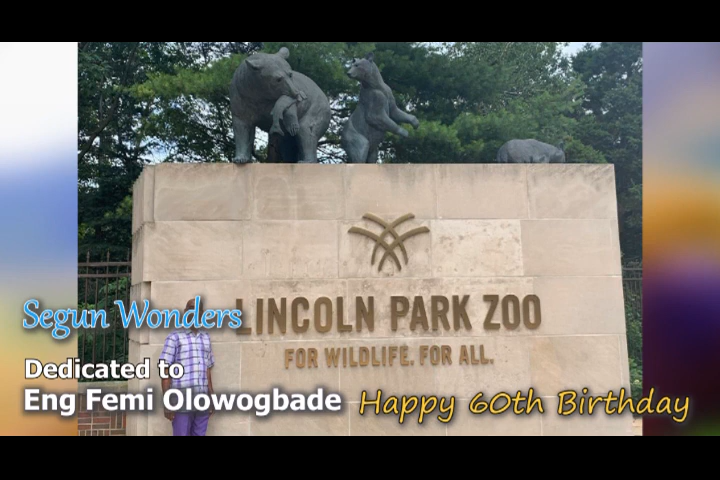 LINCOLN PARK ZOO
FOR WILDLIFE. FOR ALL.
Segun Wonders
Dedicated to
Eng Femi Olowogbade
Happy 60th Birthday